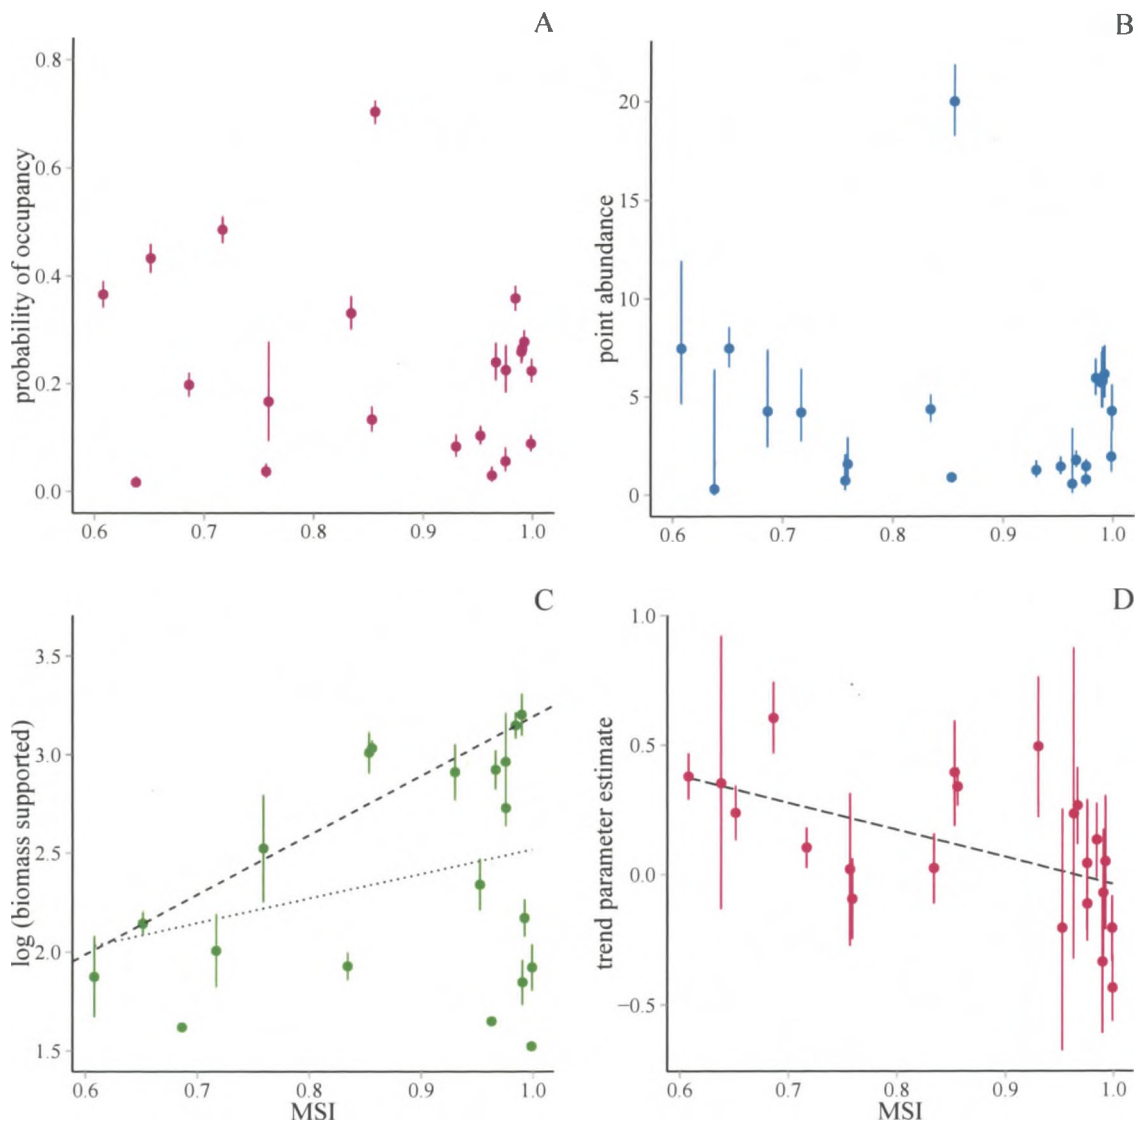 A
0.8
0.6
0.4
0.2
0.0
probability of occupancy
0.6 0.7 0.8 0.9 1.0
B
20
15
10
5
0
point abundance
0.6 0.7 0.8 0.9 1.0
C
3.5
3.0
2.5
2.0
1.5
log (biomass supported)
0.6 0.7 0.8 0.9 1.0
MSI
D
1.0
0.5
0.0
−0.5
trend parameter estimate
0.6 0.7 0.8 0.9 1.0
MSI